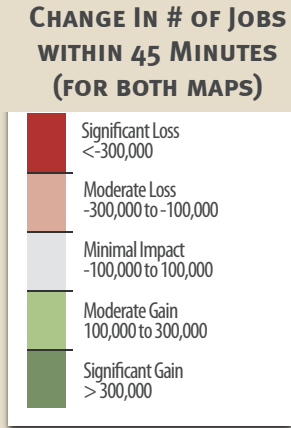 Change In # of Jobs
within 45 Minutes
(for both maps)
Significant Loss
<-300,000
Moderate Loss
-300,000 to -100,000
Minimal Impact
-100,000 to 100,000
Moderate Gain
100,000 to 300,000
Significant Gain
> 300,000